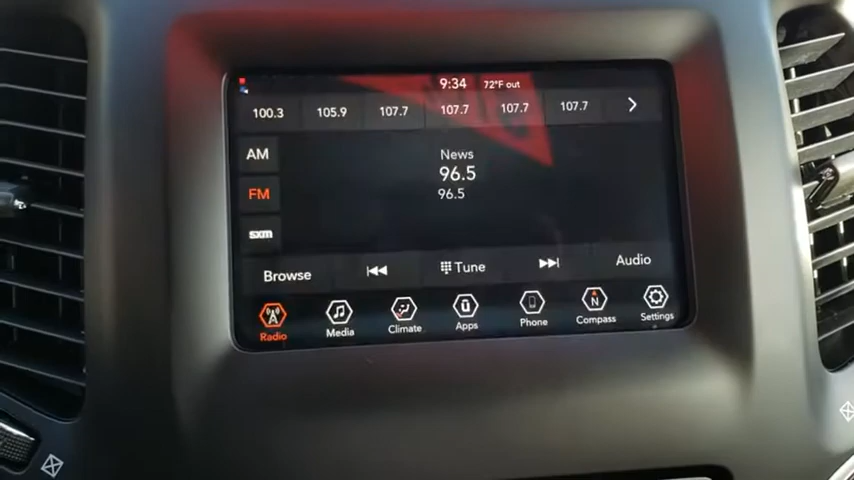 9:34 72°F out
100.3 105.9 107.7 107.7 107.7 107.7
AM
FM
sxm
News
96.5
96.5
Browse Tune Audio
Radio Media Climate Apps Phone Compass Settings
N